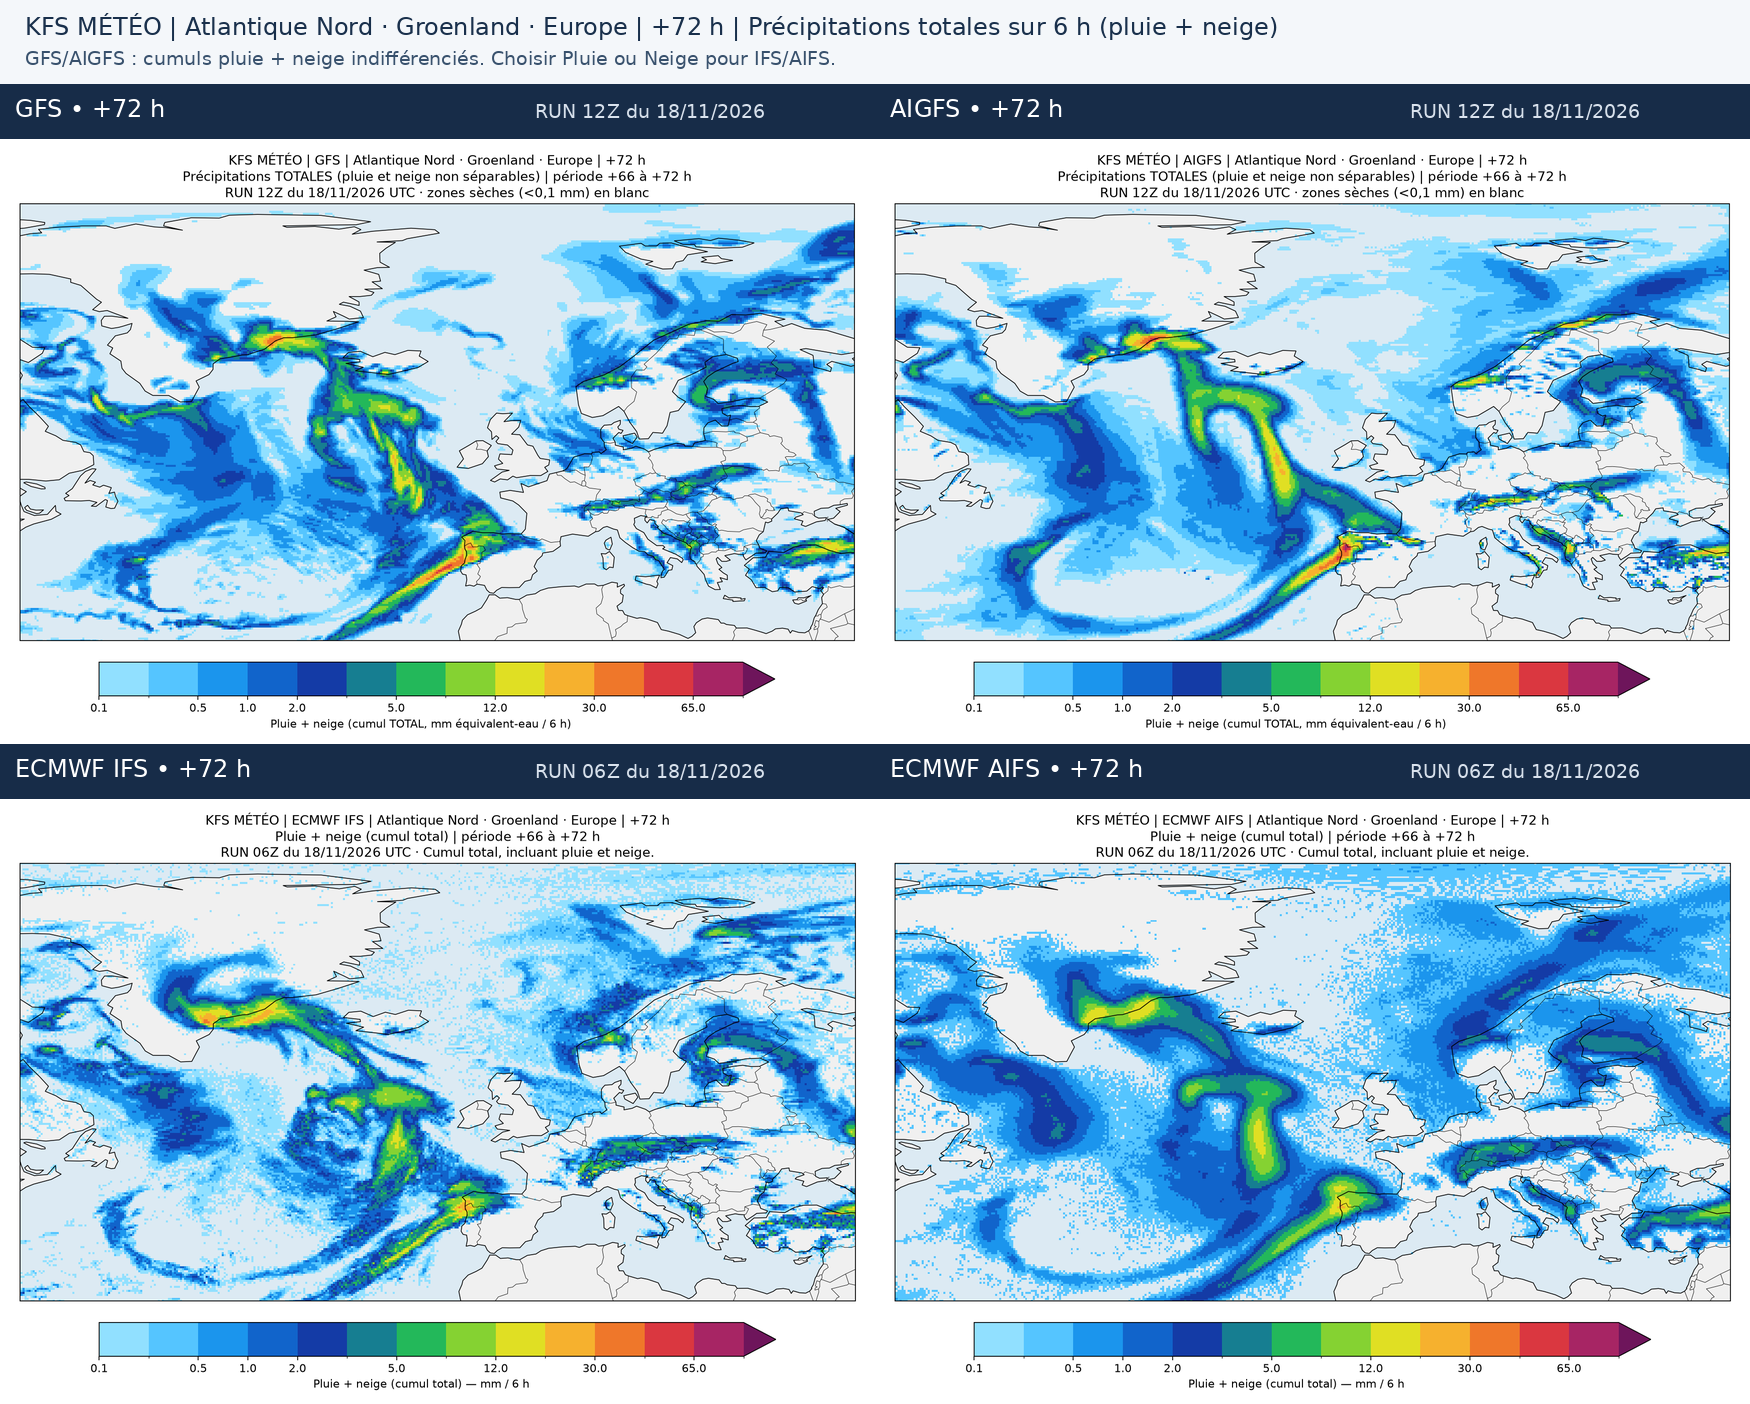 KFS MÉTÉO | Atlantique Nord · Groenland · Europe | +72 h | Précipitations totales sur 6 h (pluie + neige)
GFS/AIGFS : cumuls pluie + neige indifférenciés. Choisir Pluie ou Neige pour IFS/AIFS.
GFS • +72 h
RUN 12Z du 18/11/2026
AIGFS • +72 h
RUN 12Z du 18/11/2026
KFS MÉTÉO | GFS | Atlantique Nord · Groenland · Europe | +72 h
Précipitations TOTALES (pluie et neige non séparables) | période +66 à +72 h
RUN 12Z du 18/11/2026 UTC · zones sèches (<0,1 mm) en blanc
KFS MÉTÉO | AIGFS | Atlantique Nord · Groenland · Europe | +72 h
Précipitations TOTALES (pluie et neige non séparables) | période +66 à +72 h
RUN 12Z du 18/11/2026 UTC · zones sèches (<0,1 mm) en blanc
0.1 0.5 1.0 2.0 5.0 12.0 30.0 65.0
Pluie + neige (cumul TOTAL, mm équivalent-eau / 6 h)
0.1 0.5 1.0 2.0 5.0 12.0 30.0 65.0
Pluie + neige (cumul TOTAL, mm équivalent-eau / 6 h)
ECMWF IFS • +72 h
RUN 06Z du 18/11/2026
ECMWF AIFS • +72 h
RUN 06Z du 18/11/2026
KFS MÉTÉO | ECMWF IFS | Atlantique Nord · Groenland · Europe | +72 h
Pluie + neige (cumul total) | période +66 à +72 h
RUN 06Z du 18/11/2026 UTC · Cumul total, incluant pluie et neige.
KFS MÉTÉO | ECMWF AIFS | Atlantique Nord · Groenland · Europe | +72 h
Pluie + neige (cumul total) | période +66 à +72 h
RUN 06Z du 18/11/2026 UTC · Cumul total, incluant pluie et neige.
0.1 0.5 1.0 2.0 5.0 12.0 30.0 65.0
Pluie + neige (cumul total) — mm / 6 h
0.1 0.5 1.0 2.0 5.0 12.0 30.0 65.0
Pluie + neige (cumul total) — mm / 6 h